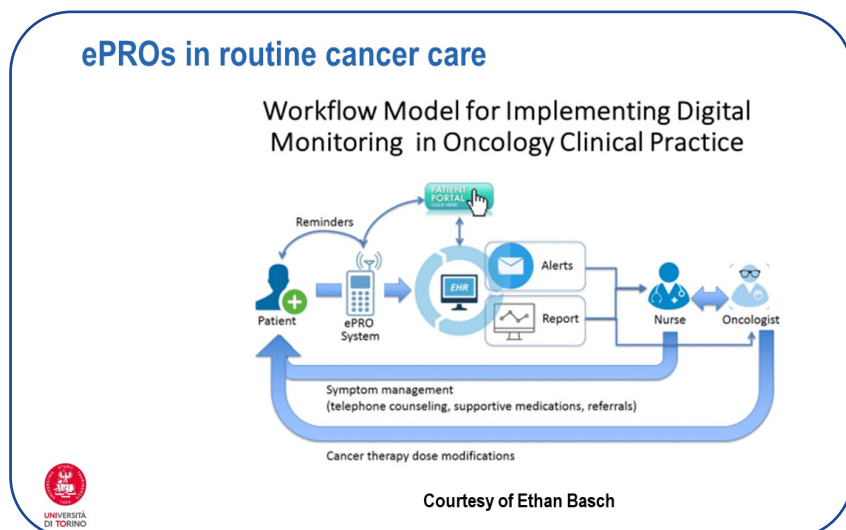 ePROs in routine cancer care
Workflow Model for Implementing Digital
Monitoring in Oncology Clinical Practice
PATIENT
PORTAL
CLICK HERE
Reminders
EHR
Alerts
Report
Patient
ePRO
System
Nurse
Oncologist
Symptom management
(telephone counseling, supportive medications, referrals)
Cancer therapy dose modifications
Courtesy of Ethan Basch
UNIVERSITÀ
DI TORINO